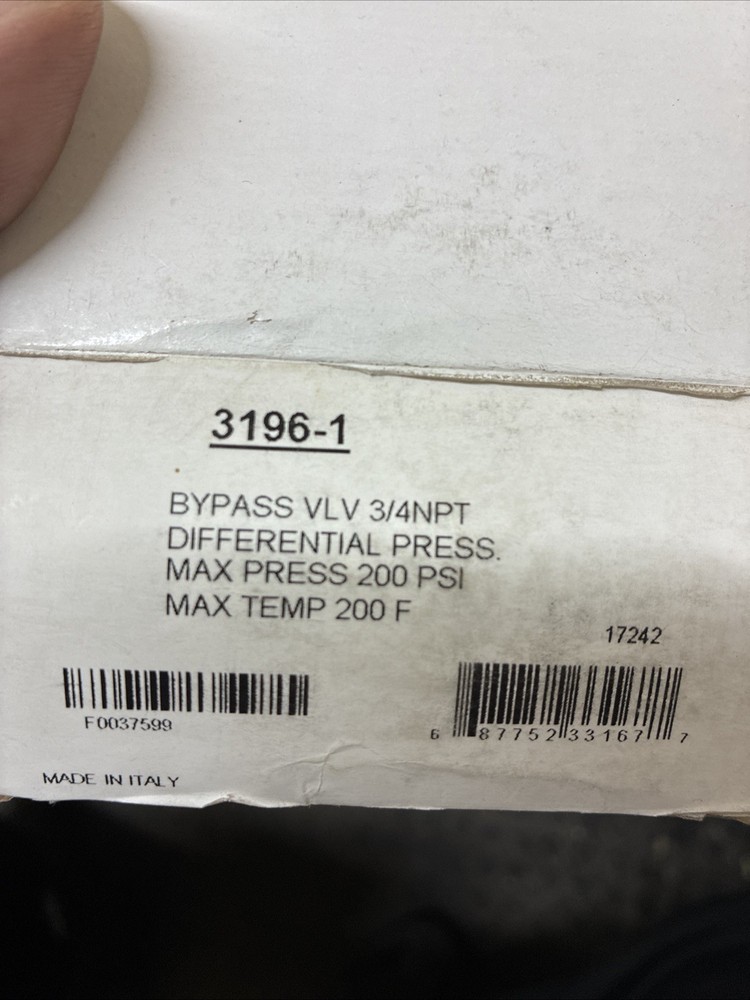 3196-1
BYPASS VLV 3/4NPT
DIFFERENTIAL PRESS.
MAX PRESS 200 PSI
MAX TEMP 200 F
17242
F0037599
6 87752 33167 7
MADE IN ITALY